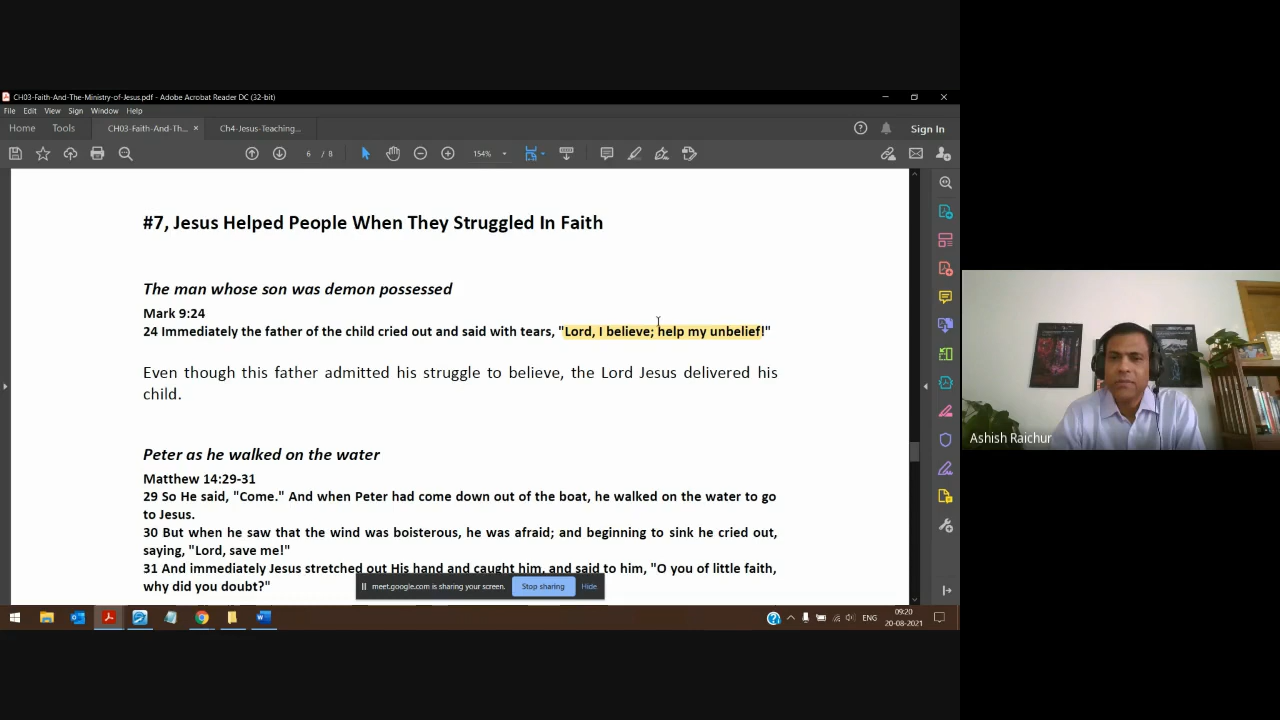 CH03-Faith-And-The-Ministry-of-Jesus.pdf - Adobe Acrobat Reader DC (32-bit)
File Edit View Sign Window Help
Home Tools CH03-Faith-And-Th... × Ch4-Jesus-Teaching... Sign In
6 / 8 154%
#7, Jesus Helped People When They Struggled In Faith
The man whose son was demon possessed
Mark 9:24
24 Immediately the father of the child cried out and said with tears, "Lord, I believe; help my unbelief!"
Even though this father admitted his struggle to believe, the Lord Jesus delivered his
child.
Peter as he walked on the water
Matthew 14:29-31
29 So He said, "Come." And when Peter had come down out of the boat, he walked on the water to go
to Jesus.
30 But when he saw that the wind was boisterous, he was afraid; and beginning to sink he cried out,
saying, "Lord, save me!"
31 And immediately Jesus stretched out His hand and caught him, and said to him, "O you of little faith,
why did you doubt?"
meet.google.com is sharing your screen. Stop sharing Hide
Ashish Raichur
ENG
09:20
20-08-2021